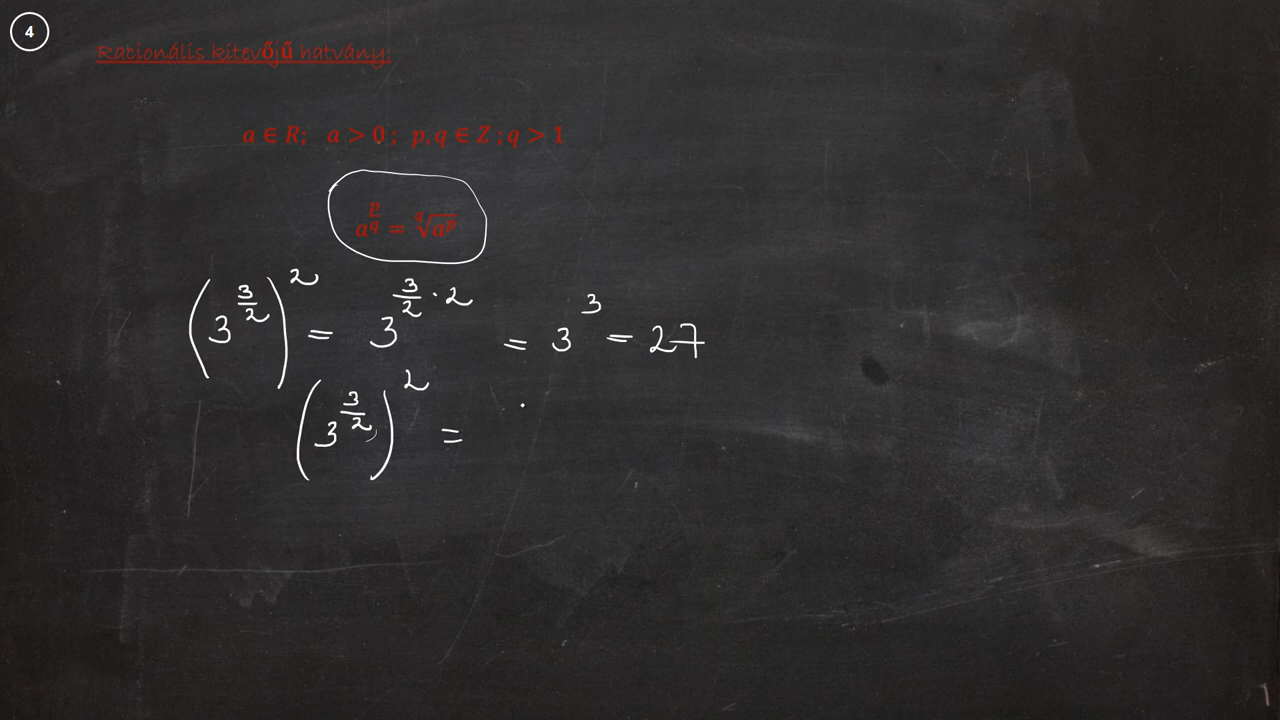 4
Racionális kitevőjű hatvány:
a ∈ R; a > 0 ; p,q ∈ Z ; q > 1
a^(p/q) = ᑫ√(a^p)
(3^(3/2))^2 = 3^(3/2 · 2) = 3^3 = 27
(3^(3/2))^2 =